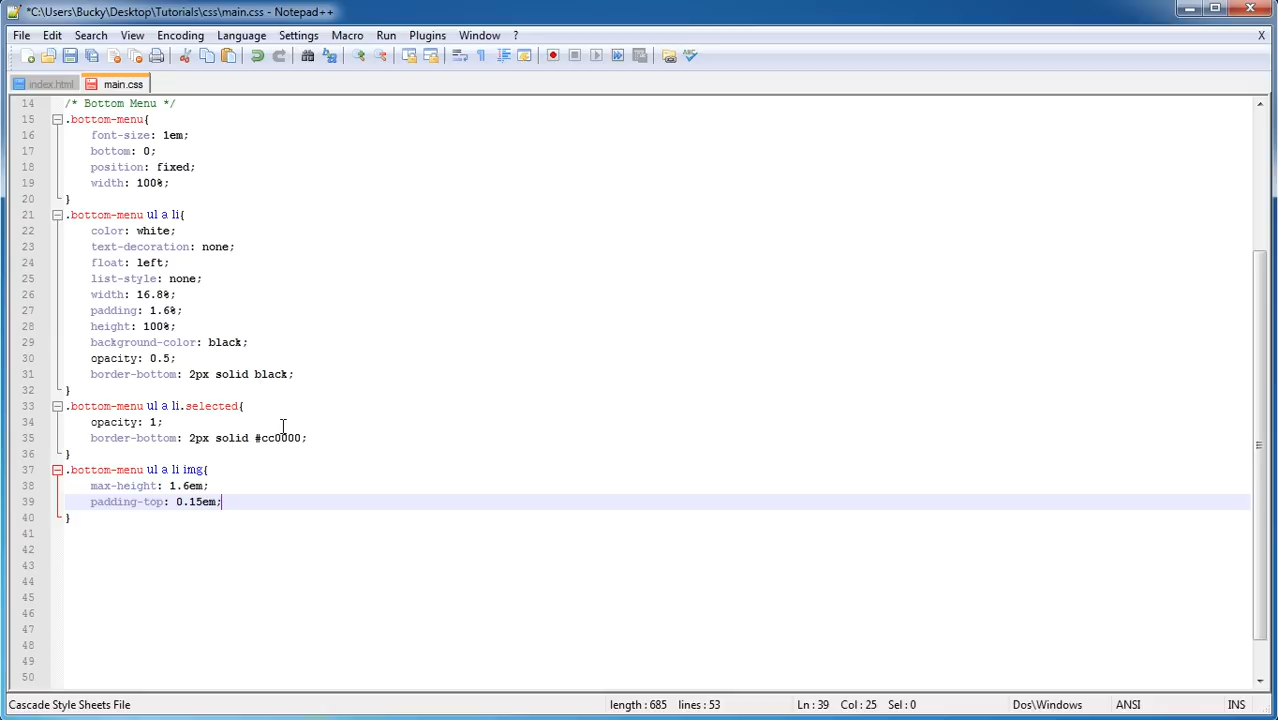 *C:\Users\Bucky\Desktop\Tutorials\css\main.css - Notepad++
File Edit Search View Encoding Language Settings Macro Run Plugins Window ? X
index.html main.css
14 /* Bottom Menu */
15 .bottom-menu{
16 font-size: 1em;
17 bottom: 0;
18 position: fixed;
19 width: 100%;
20 }
21 .bottom-menu ul a li{
22 color: white;
23 text-decoration: none;
24 float: left;
25 list-style: none;
26 width: 16.8%;
27 padding: 1.6%;
28 height: 100%;
29 background-color: black;
30 opacity: 0.5;
31 border-bottom: 2px solid black;
32 }
33 .bottom-menu ul a li.selected{
34 opacity: 1;
35 border-bottom: 2px solid #cc0000;
36 }
37 .bottom-menu ul a li img{
38 max-height: 1.6em;
39 padding-top: 0.15em;
40 }
41
42
43
44
45
46
47
48
49
50
Cascade Style Sheets File length : 685 lines : 53 Ln : 39 Col : 25 Sel : 0 Dos\Windows ANSI INS